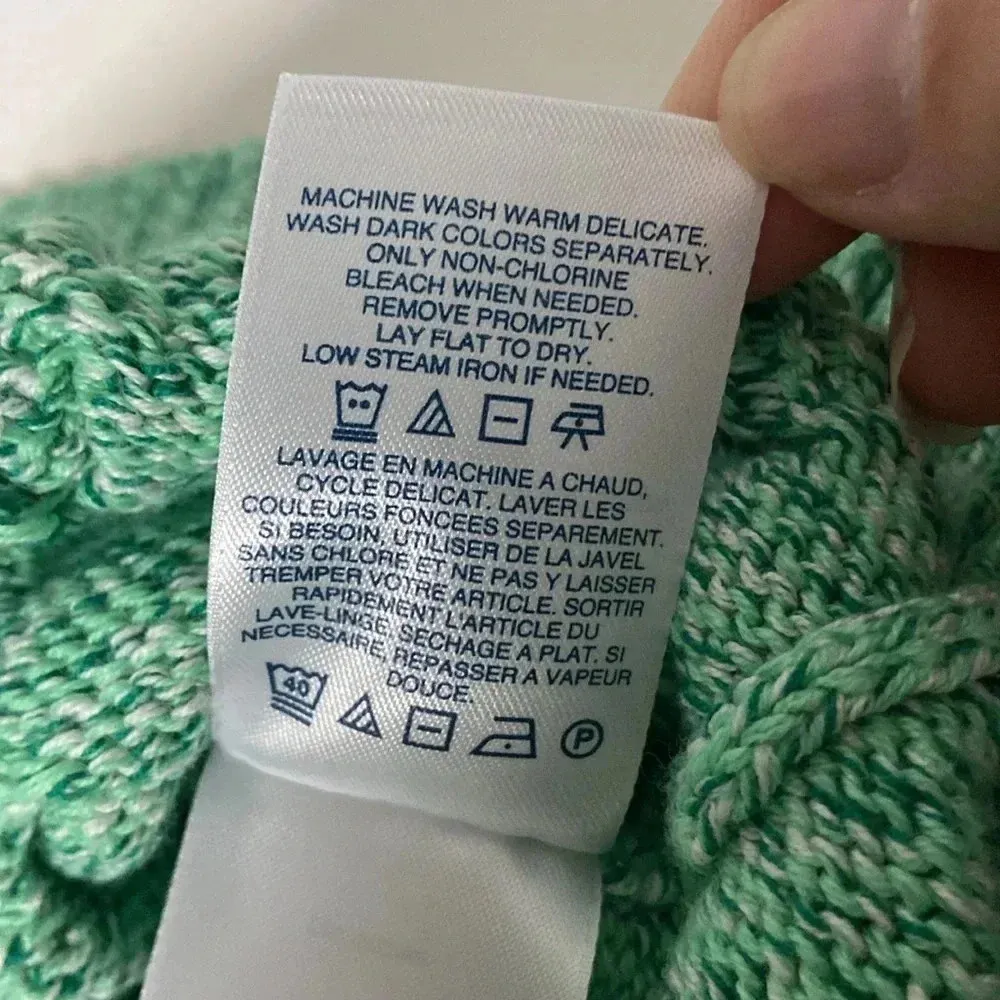 MACHINE WASH WARM DELICATE.
WASH DARK COLORS SEPARATELY.
ONLY NON-CHLORINE
BLEACH WHEN NEEDED.
REMOVE PROMPTLY.
LAY FLAT TO DRY.
LOW STEAM IRON IF NEEDED.
LAVAGE EN MACHINE A CHAUD,
CYCLE DELICAT. LAVER LES
COULEURS FONCEES SEPAREMENT.
SI BESOIN, UTILISER DE LA JAVEL
SANS CHLORE ET NE PAS Y LAISSER
TREMPER VOTRE ARTICLE. SORTIR
RAPIDEMENT L'ARTICLE DU
LAVE-LINGE, SECHAGE A PLAT. SI
NECESSAIRE, REPASSER A VAPEUR
DOUCE.
40 P